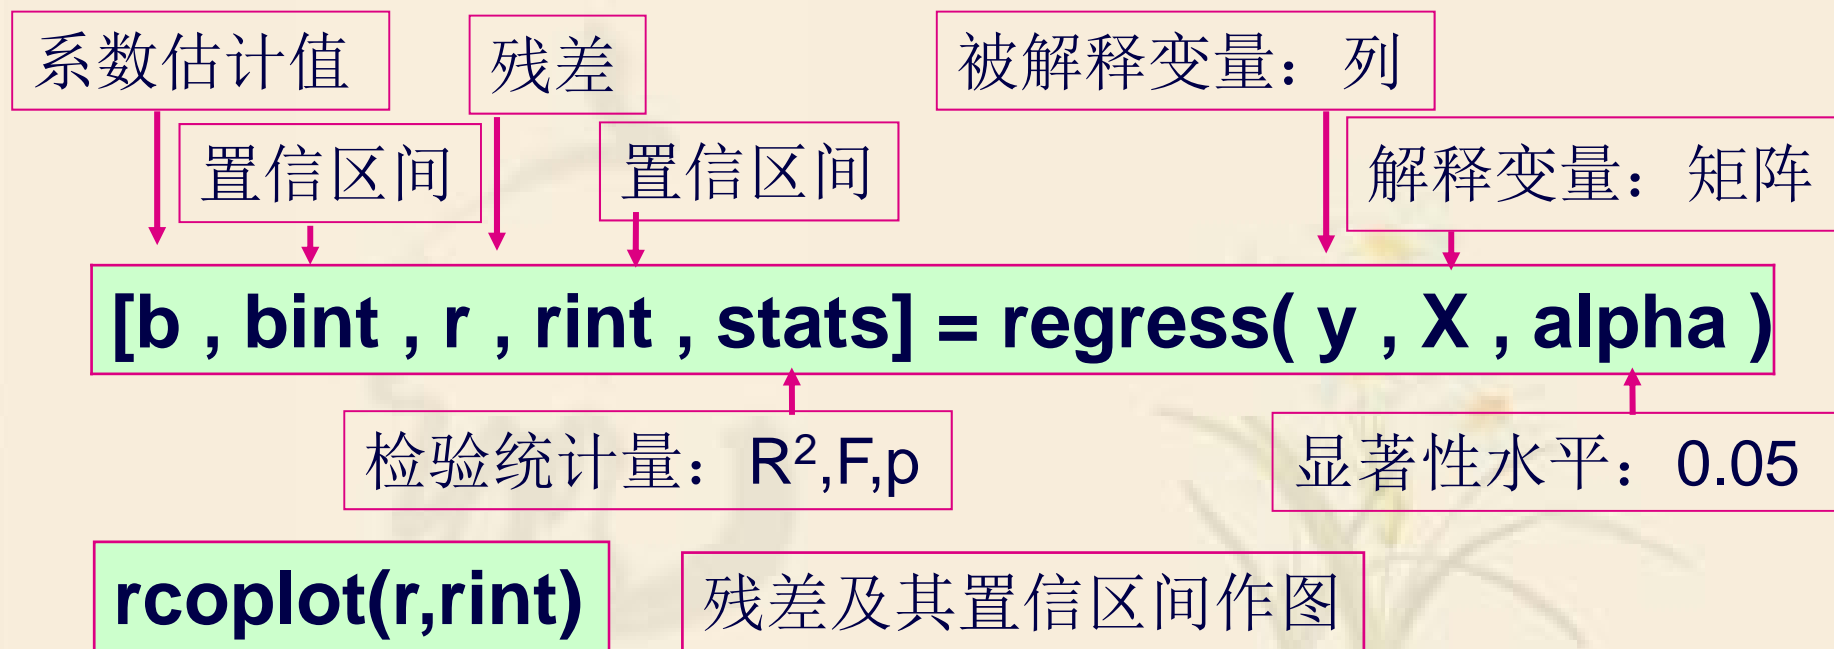 系数估计值 残差 被解释变量：列
置信区间 置信区间 解释变量：矩阵
[b , bint , r , rint , stats] = regress( y , X , alpha )
检验统计量：R²,F,p 显著性水平：0.05
rcoplot(r,rint) 残差及其置信区间作图